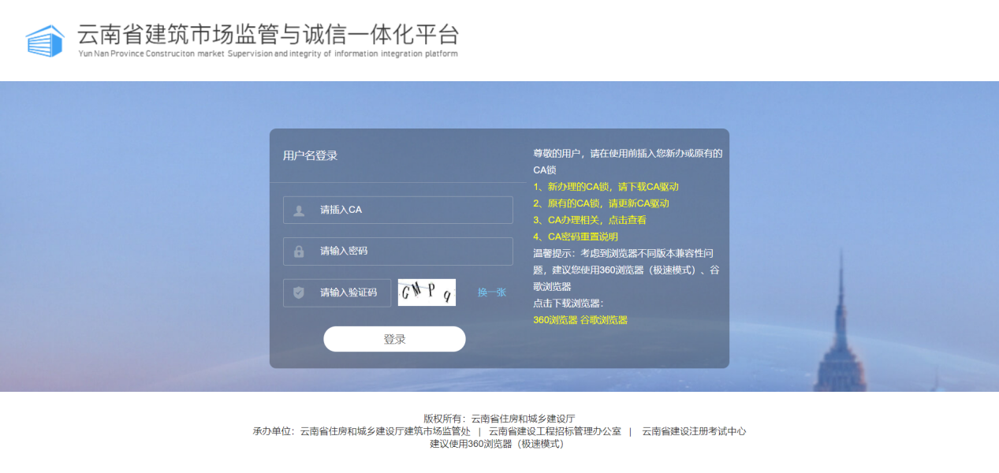 云南省建筑市场监管与诚信一体化平台
Yun Nan Province Construciton market Supervision and integrity of information integration platform
用户名登录
请插入CA
请输入密码
请输入验证码
GMPq
换一张
登录
尊敬的用户，请在使用前插入您新办或原有的
CA锁
1、新办理的CA锁，请下载CA驱动
2、原有的CA锁，请更新CA驱动
3、CA办理相关，点击查看
4、CA密码重置说明
温馨提示：考虑到浏览器不同版本兼容性问
题，建议您使用360浏览器（极速模式）、谷
歌浏览器
点击下载浏览器：
360浏览器 谷歌浏览器
版权所有：云南省住房和城乡建设厅
承办单位：云南省住房和城乡建设厅建筑市场监管处 | 云南省建设工程招标管理办公室 | 云南省建设注册考试中心
建议使用360浏览器（极速模式）